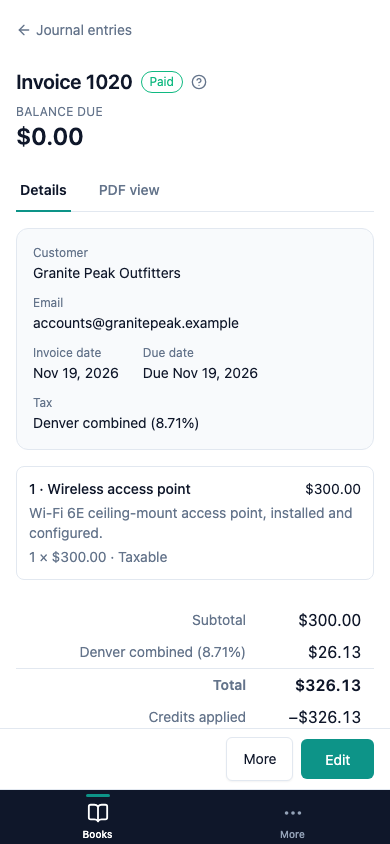 Journal entries
Invoice 1020 Paid
BALANCE DUE
$0.00
Details PDF view
Customer
Granite Peak Outfitters
Email
accounts@granitepeak.example
Invoice date Due date
Nov 19, 2026 Due Nov 19, 2026
Tax
Denver combined (8.71%)
1 · Wireless access point $300.00
Wi-Fi 6E ceiling-mount access point, installed and
configured.
1 × $300.00 · Taxable
Subtotal $300.00
Denver combined (8.71%) $26.13
Total $326.13
Credits applied −$326.13
More Edit
Books More